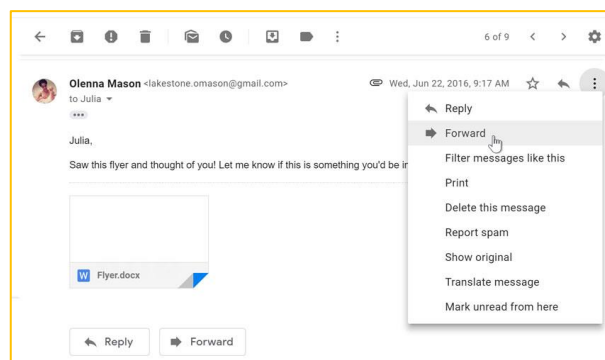 6 of 9
Olenna Mason <lakestone.omason@gmail.com>
Wed, Jun 22, 2016, 9:17 AM
to Julia
Reply
Forward
Julia,
Filter messages like this
Saw this flyer and thought of you! Let me know if this is something you'd be
Print
Delete this message
Report spam
Show original
W Flyer.docx
Translate message
Mark unread from here
Reply
Forward